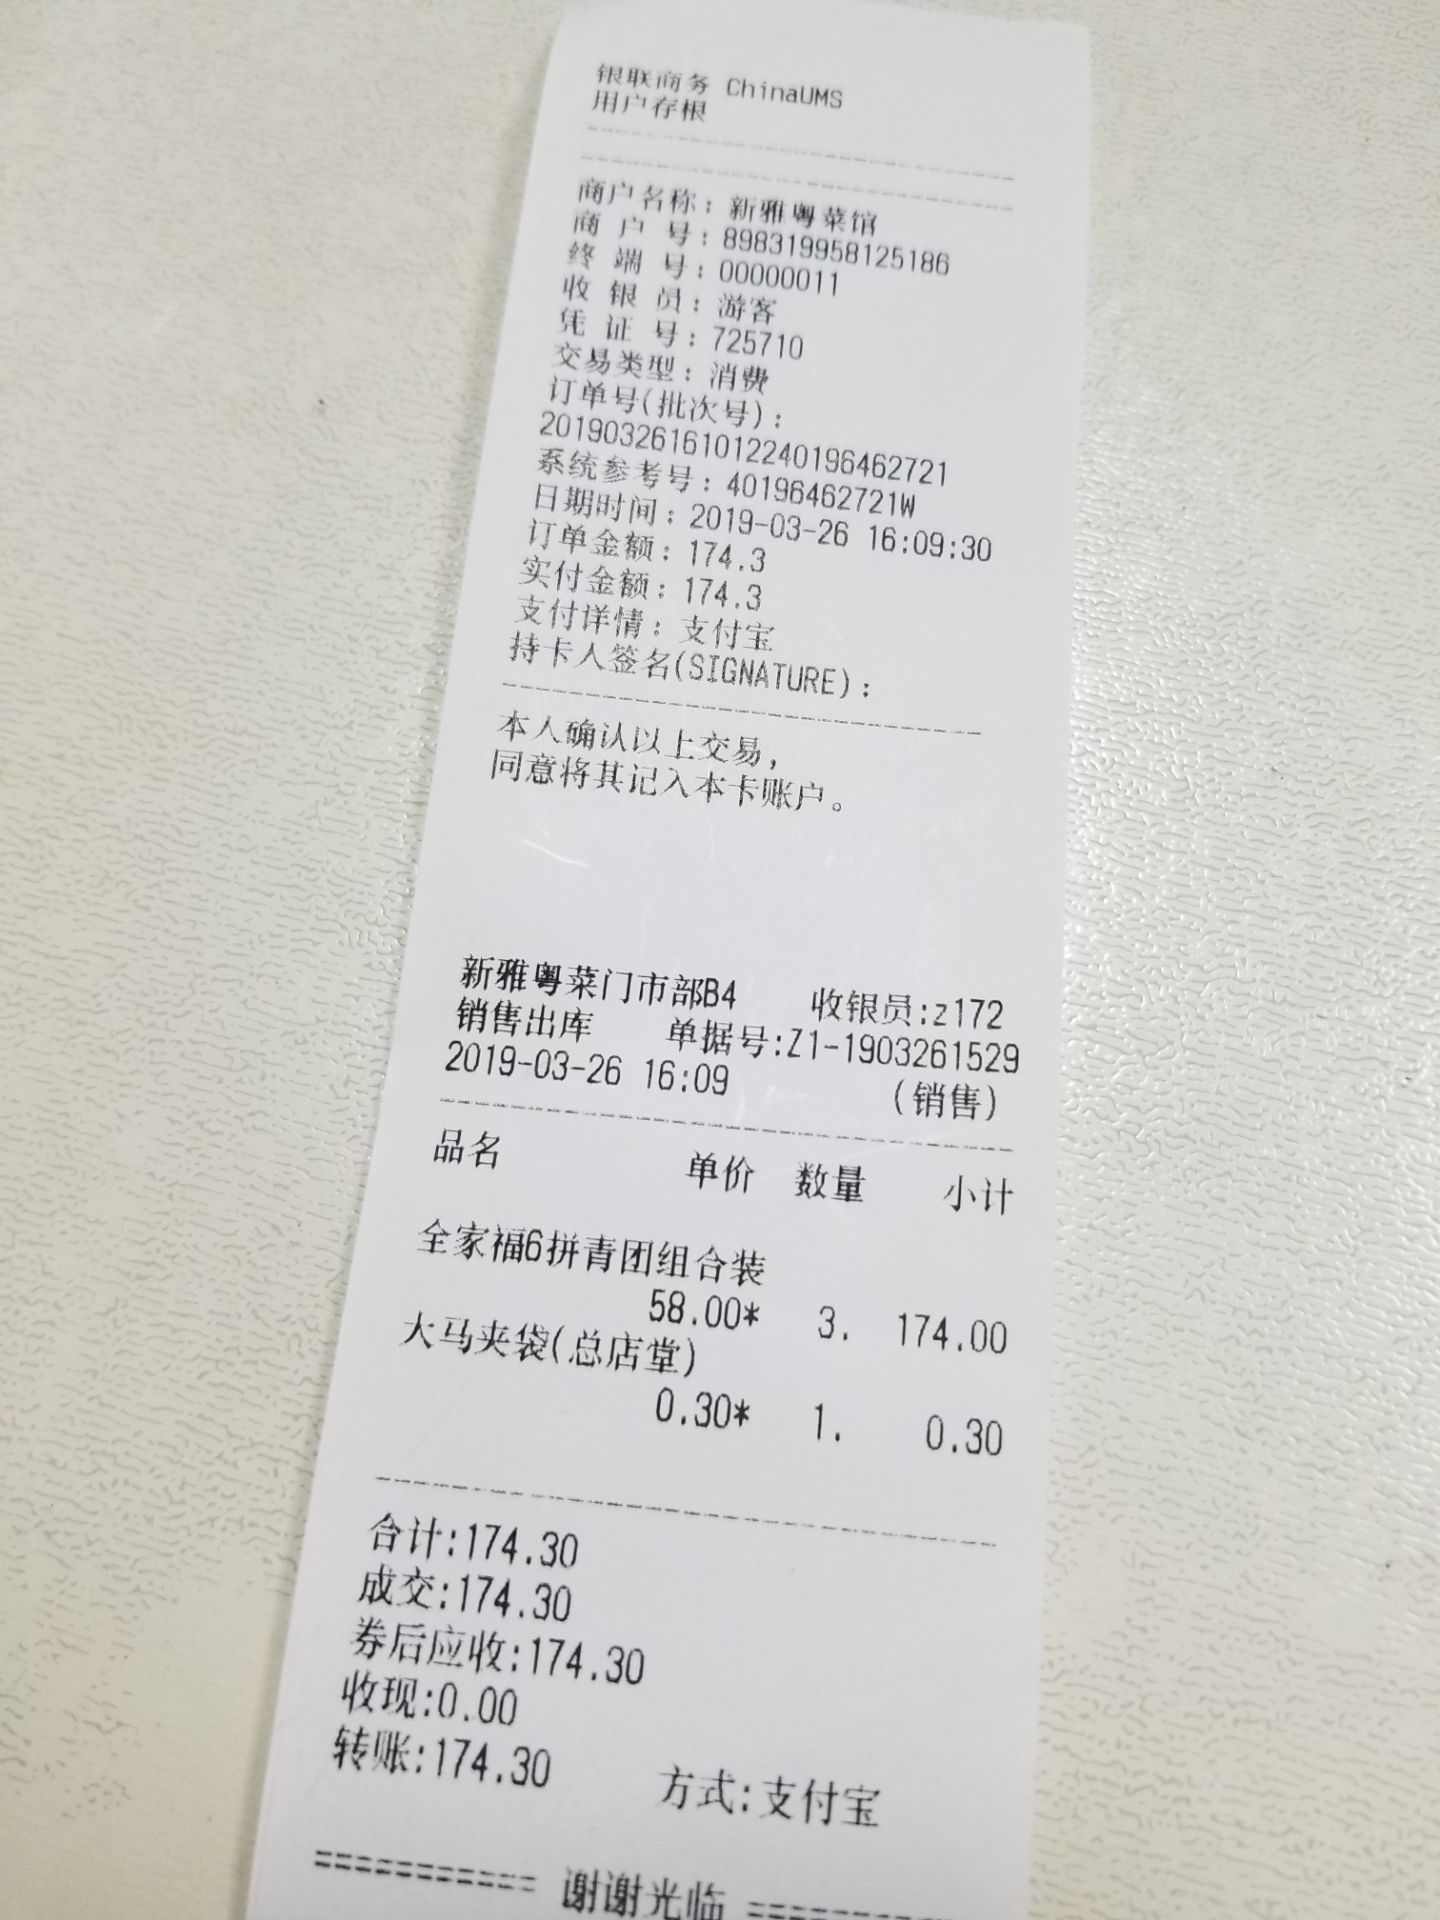 银联商务 ChinaUMS
用户存根
商户名称：新雅粤菜馆
商 户 号：898319958125186
终 端 号：00000011
收 银 员：游客
凭 证 号：725710
交易类型：消费
订单号(批次号)：
20190326161012240196462721
系统参考号：40196462721W
日期时间：2019-03-26 16:09:30
订单金额：174.3
实付金额：174.3
支付详情：支付宝
持卡人签名(SIGNATURE)：
本人确认以上交易，
同意将其记入本卡账户。
新雅粤菜门市部B4 收银员:z172
销售出库 单据号:Z1-1903261529
2019-03-26 16:09 (销售)
品名 单价 数量 小计
全家福6拼青团组合装
58.00* 3. 174.00
大马夹袋(总店堂)
0.30* 1. 0.30
合计:174.30
成交:174.30
券后应收:174.30
收现:0.00
转账:174.30 方式:支付宝
=========== 谢谢光临 ===========